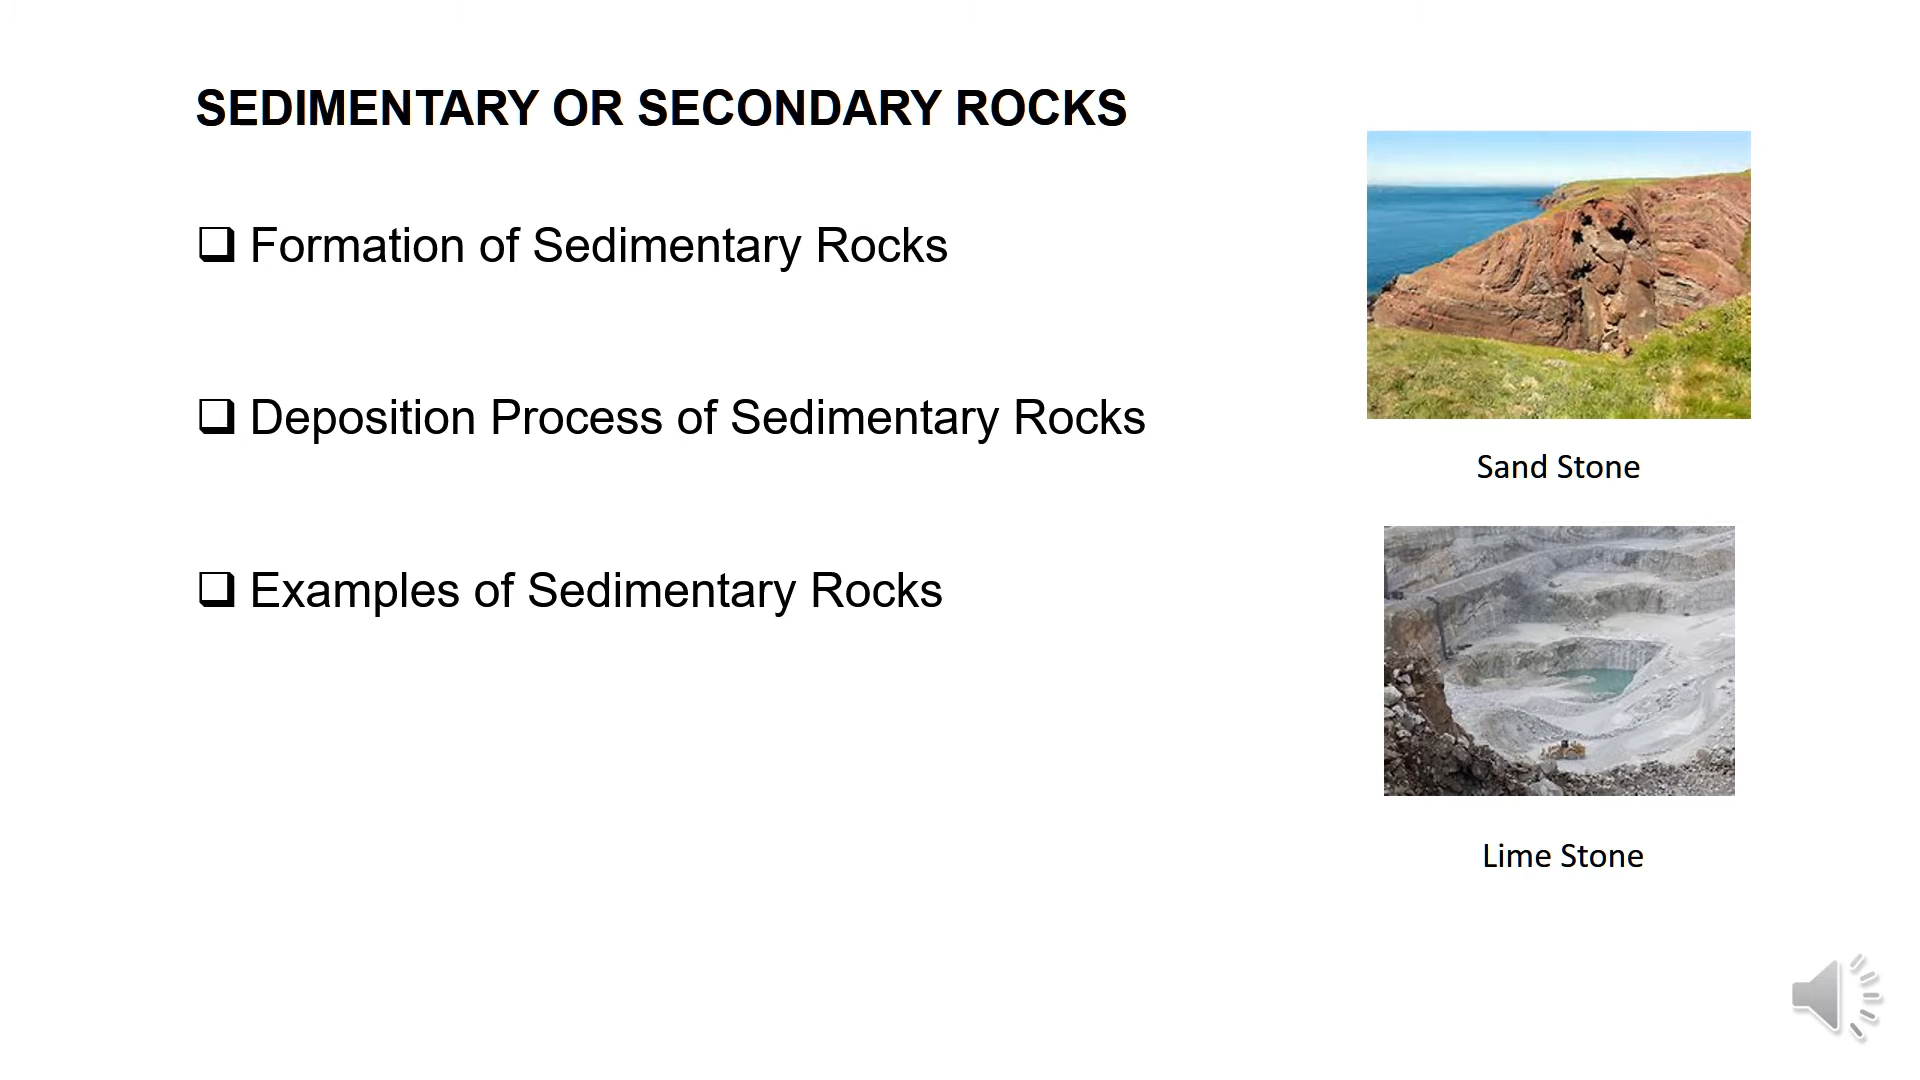 SEDIMENTARY OR SECONDARY ROCKS
Formation of Sedimentary Rocks
Deposition Process of Sedimentary Rocks
Examples of Sedimentary Rocks
Sand Stone
Lime Stone